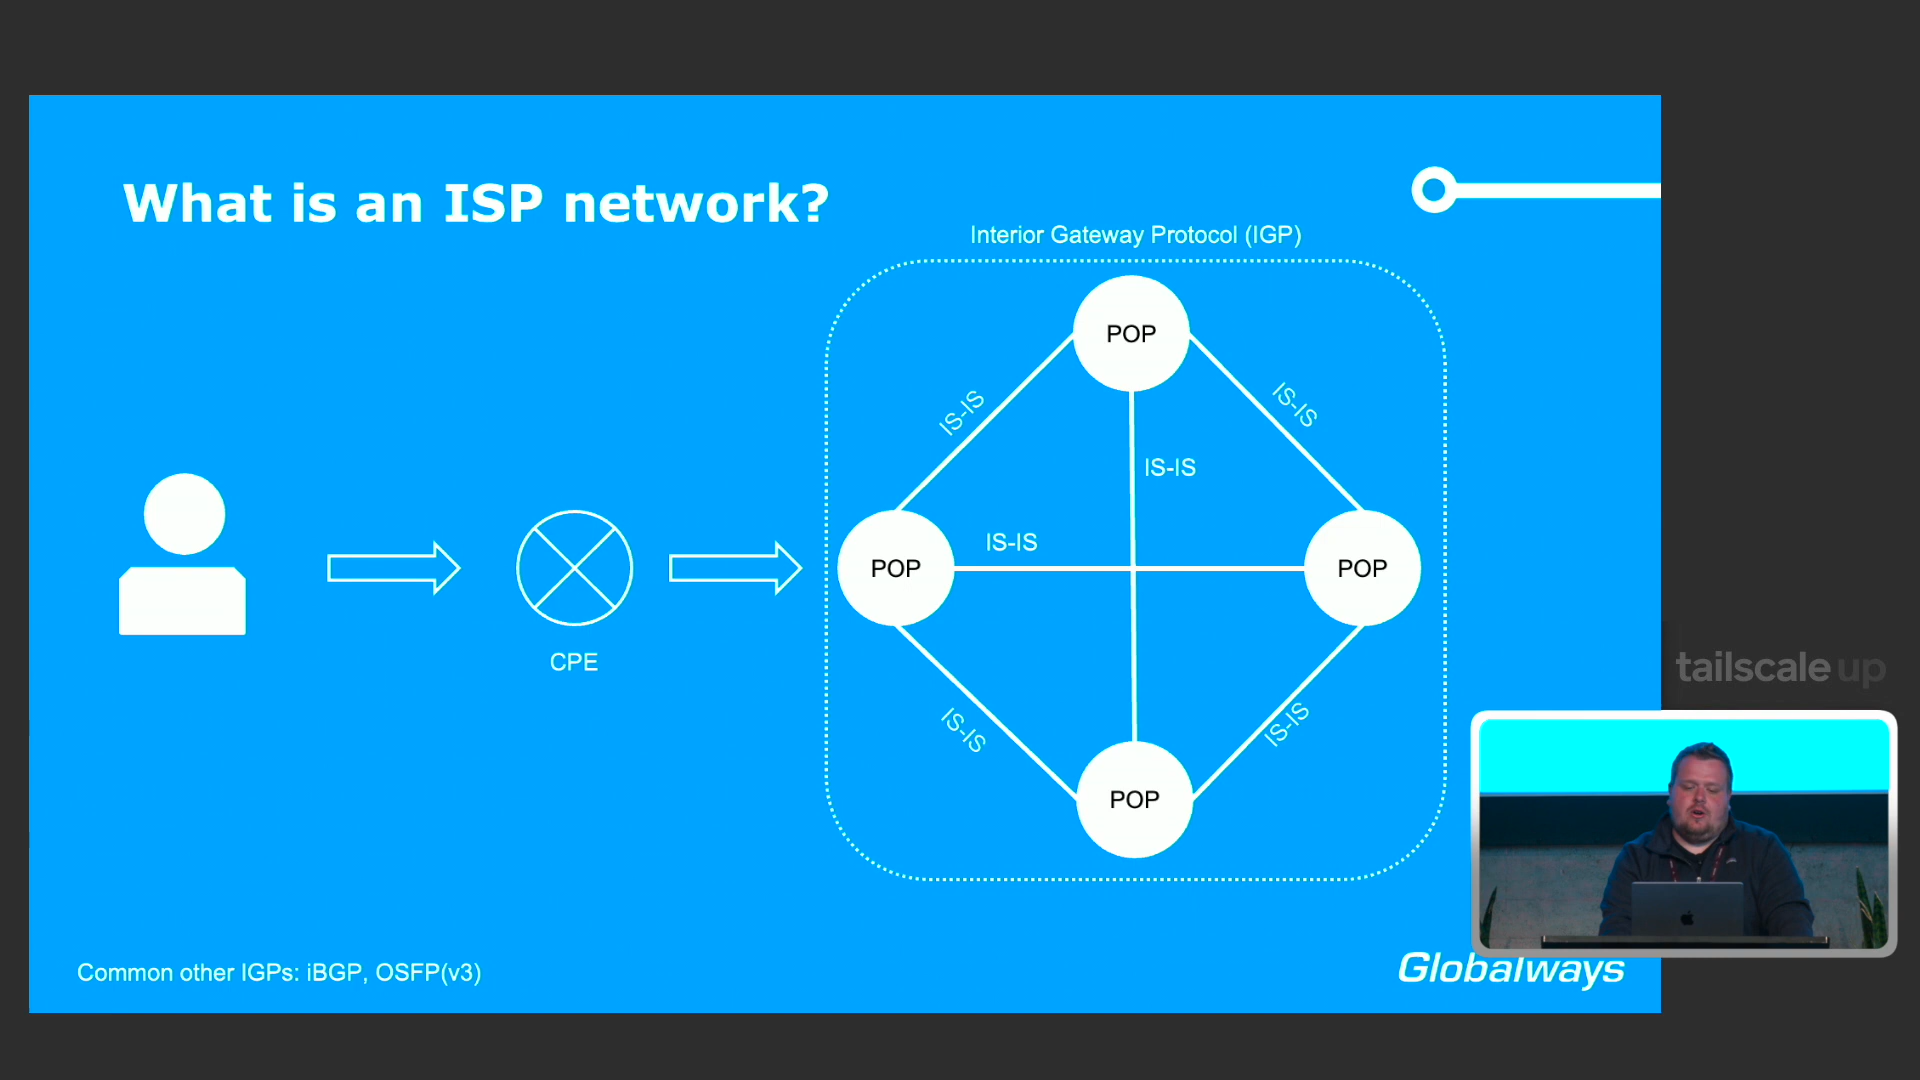 What is an ISP network?
Interior Gateway Protocol (IGP)
POP
IS-IS
IS-IS
IS-IS
IS-IS
POP
POP
CPE
IS-IS
IS-IS
POP
tailscale up
Common other IGPs: iBGP, OSFP(v3)
Globalways